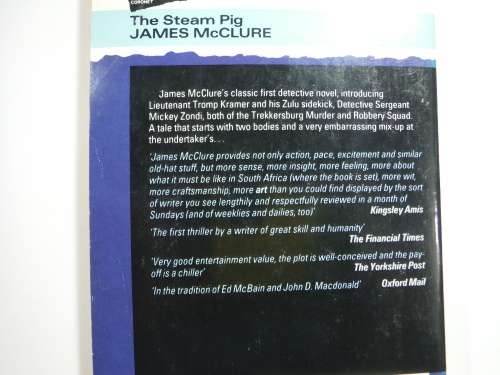 CORONET
The Steam Pig
JAMES McCLURE
James McClure's classic first detective novel, introducing
Lieutenant Tromp Kramer and his Zulu sidekick, Detective Sergeant
Mickey Zondi, both of the Trekkersburg Murder and Robbery Squad.
A tale that starts with two bodies and a very embarrassing mix-up at
the undertaker's...
'James McClure provides not only action, pace, excitement and similar
old-hat stuff, but more sense, more insight, more feeling, more about
what it must be like in South Africa (where the book is set), more wit,
more craftsmanship, more art than you could find displayed by the sort
of writer you see lengthily and respectfully reviewed in a month of
Sundays (and of weeklies and dailies, too)' Kingsley Amis
'The first thriller by a writer of great skill and humanity'
The Financial Times
'Very good entertainment value, the plot is well-conceived and the pay-
off is a chiller' The Yorkshire Post
'In the tradition of Ed McBain and John D. Macdonald' Oxford Mail